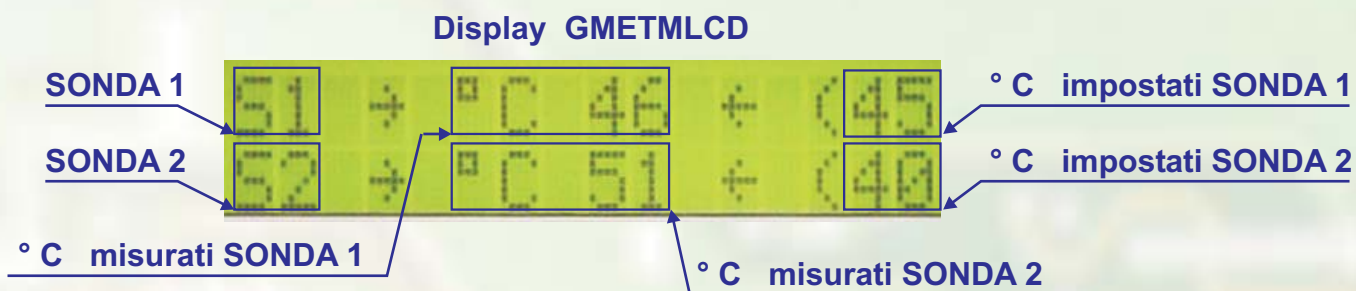 Display GMETMLCD
SONDA 1
S1 → °C 46 ← (45
° C impostati SONDA 1
SONDA 2
S2 → °C 51 ← (40
° C impostati SONDA 2
° C misurati SONDA 1
° C misurati SONDA 2